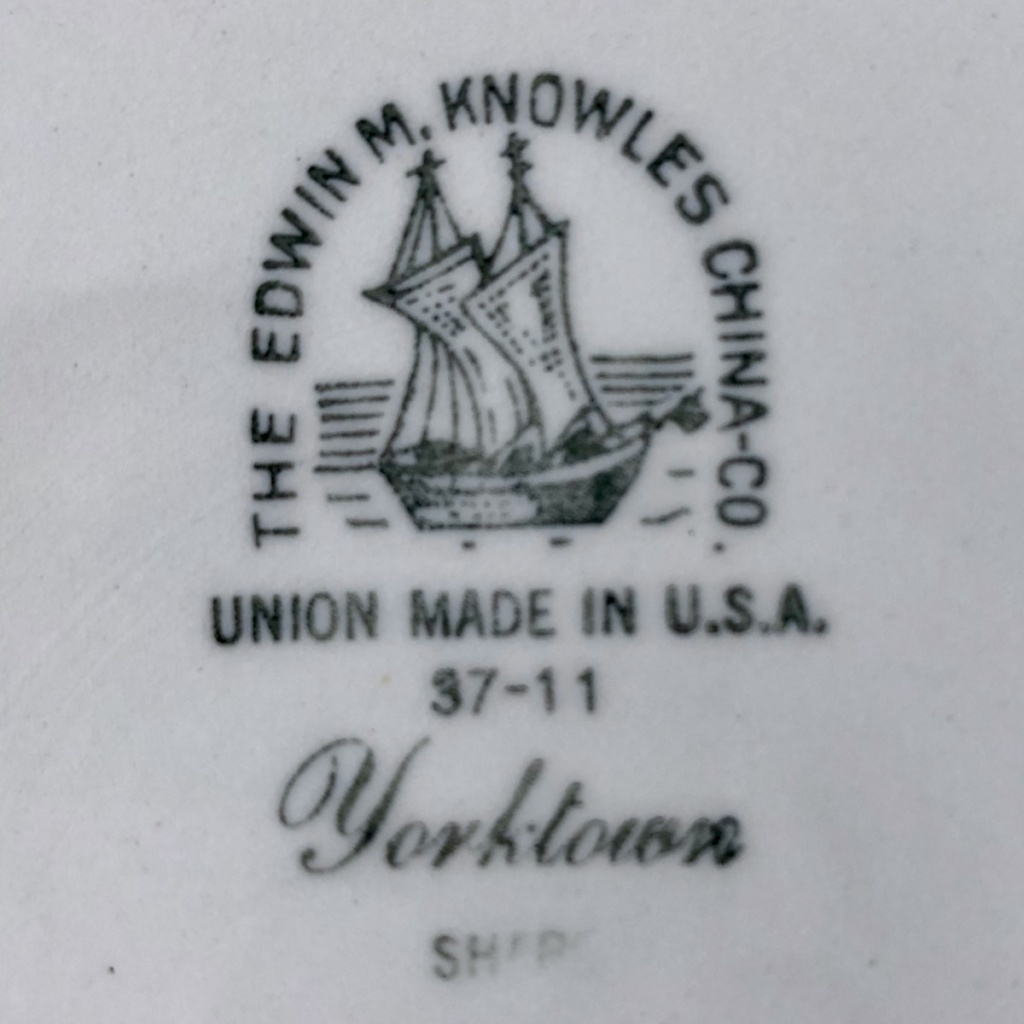 THE EDWIN M. KNOWLES CHINA-CO.
UNION MADE IN U.S.A.
37-11
Yorktown